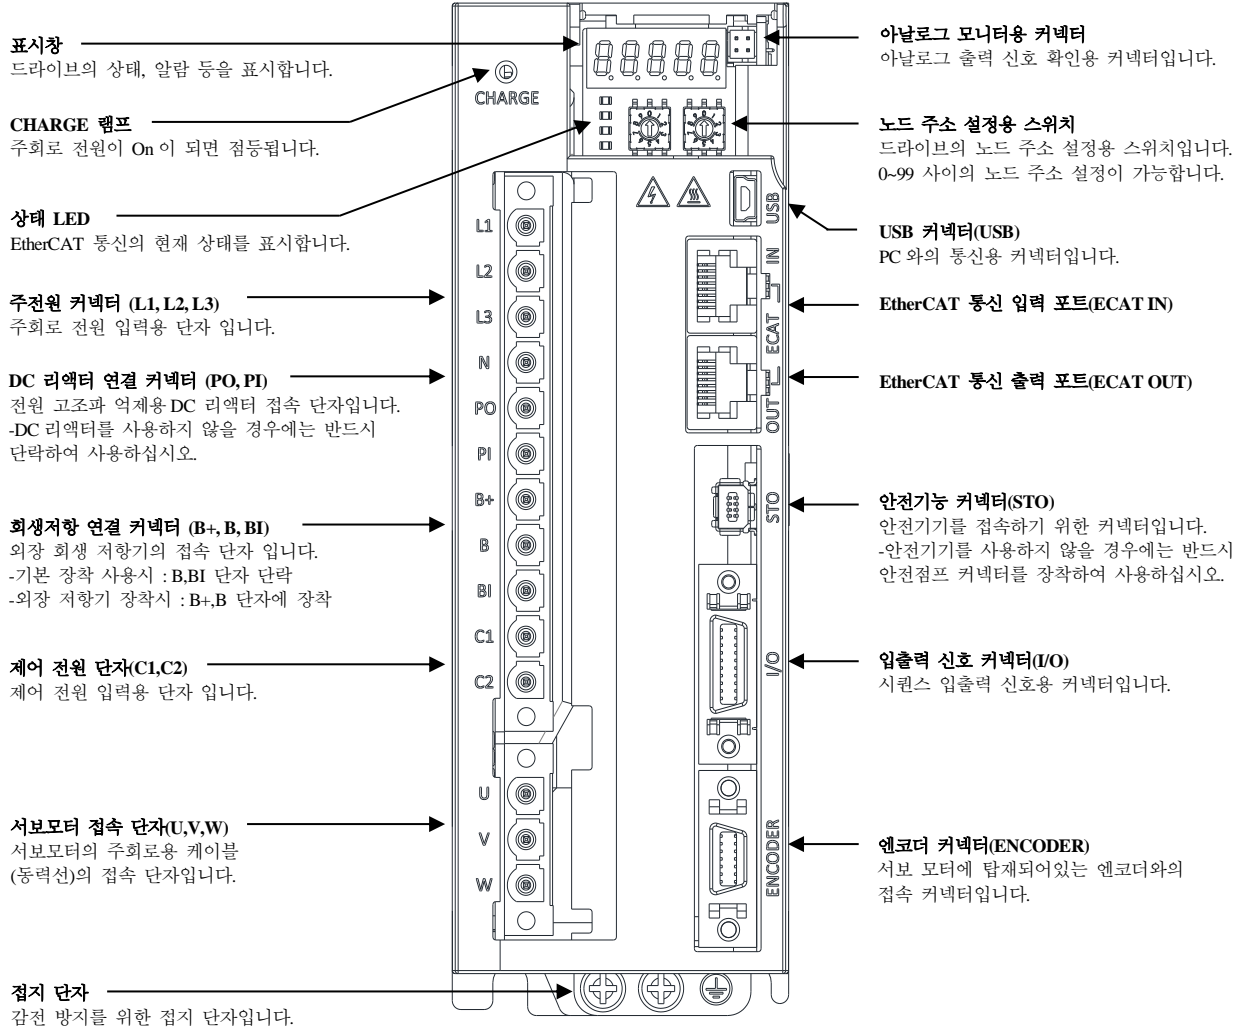 표시창
드라이브의 상태, 알람 등을 표시합니다.
CHARGE 램프
주회로 전원이 On 이 되면 점등됩니다.
상태 LED
EtherCAT 통신의 현재 상태를 표시합니다.
주전원 커넥터 (L1, L2, L3)
주회로 전원 입력용 단자 입니다.
DC 리액터 연결 커넥터 (PO, PI)
전원 고조파 억제용 DC 리액터 접속 단자입니다.
-DC 리액터를 사용하지 않을 경우에는 반드시
단락하여 사용하십시오.
회생저항 연결 커넥터 (B+, B, BI)
외장 회생 저항기의 접속 단자 입니다.
-기본 장착 사용시 : B,BI 단자 단락
-외장 저항기 장착시 : B+,B 단자에 장착
제어 전원 단자(C1,C2)
제어 전원 입력용 단자 입니다.
서보모터 접속 단자(U,V,W)
서보모터의 주회로용 케이블
(동력선)의 접속 단자입니다.
접지 단자
감전 방지를 위한 접지 단자입니다.
CHARGE
L1
L2
L3
N
PO
PI
B+
B
BI
C1
C2
U
V
W
88888
USB
IN
ECAT
OUT
STO
I/O
ENCODER
아날로그 모니터용 커넥터
아날로그 출력 신호 확인용 커넥터입니다.
노드 주소 설정용 스위치
드라이브의 노드 주소 설정용 스위치입니다.
0~99 사이의 노드 주소 설정이 가능합니다.
USB 커넥터(USB)
PC 와의 통신용 커넥터입니다.
EtherCAT 통신 입력 포트(ECAT IN)
EtherCAT 통신 출력 포트(ECAT OUT)
안전기능 커넥터(STO)
안전기기를 접속하기 위한 커넥터입니다.
-안전기기를 사용하지 않을 경우에는 반드시
안전점프 커넥터를 장착하여 사용하십시오.
입출력 신호 커넥터(I/O)
시퀀스 입출력 신호용 커넥터입니다.
엔코더 커넥터(ENCODER)
서보 모터에 탑재되어있는 엔코더와의
접속 커넥터입니다.